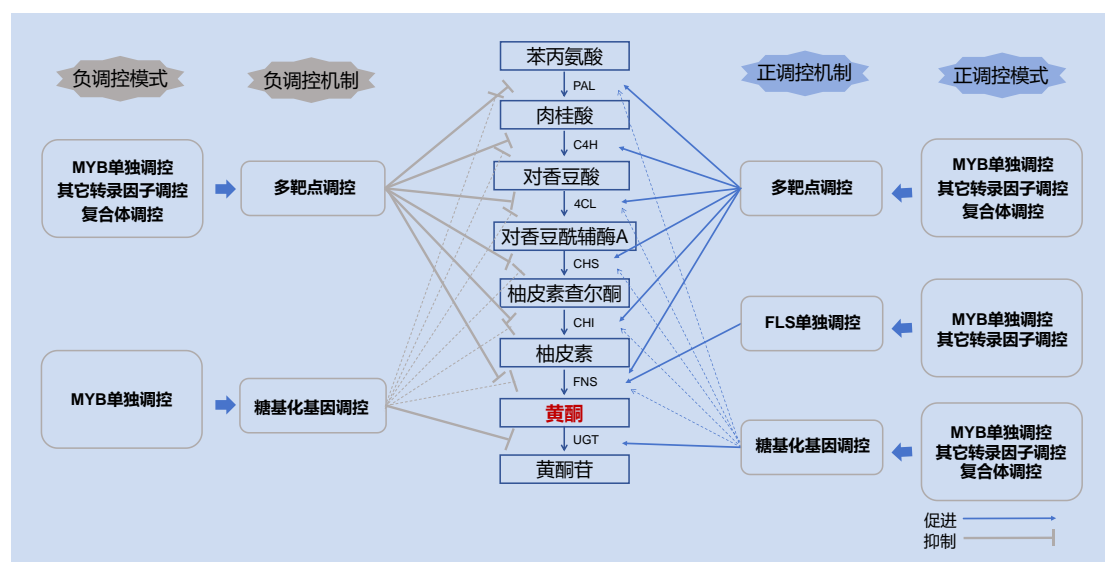 负调控模式
负调控机制
苯丙氨酸
正调控机制
正调控模式
PAL
肉桂酸
C4H
MYB单独调控
其它转录因子调控
复合体调控
多靶点调控
对香豆酸
多靶点调控
MYB单独调控
其它转录因子调控
复合体调控
4CL
对香豆酰辅酶A
CHS
柚皮素查尔酮
CHI
FLS单独调控
MYB单独调控
其它转录因子调控
柚皮素
FNS
MYB单独调控
糖基化基因调控
黄酮
UGT
糖基化基因调控
MYB单独调控
其它转录因子调控
复合体调控
黄酮苷
促进
抑制